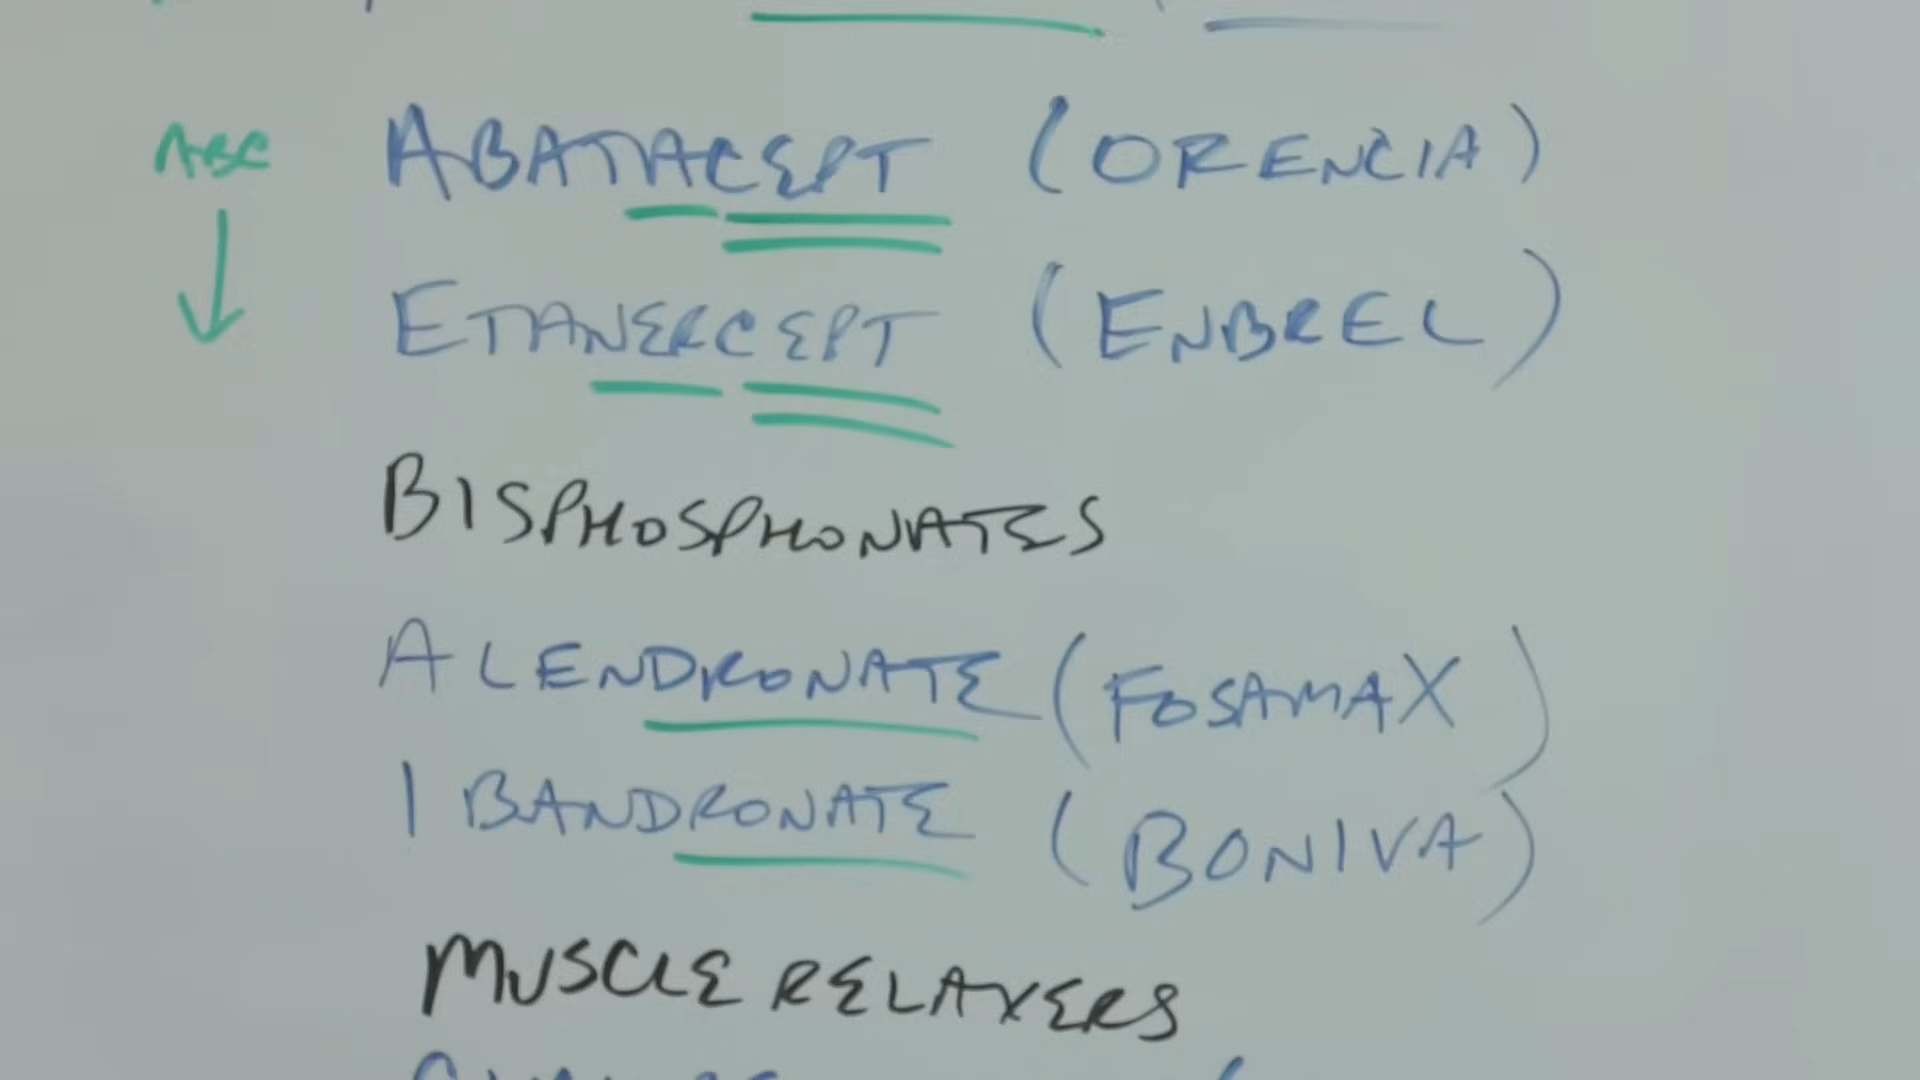 ABC ABATACEPT (ORENCIA)
ETANERCEPT (ENBREL)
BISPHOSPHONATES
ALENDRONATE (FOSAMAX)
IBANDRONATE (BONIVA)
MUSCLE RELAXERS